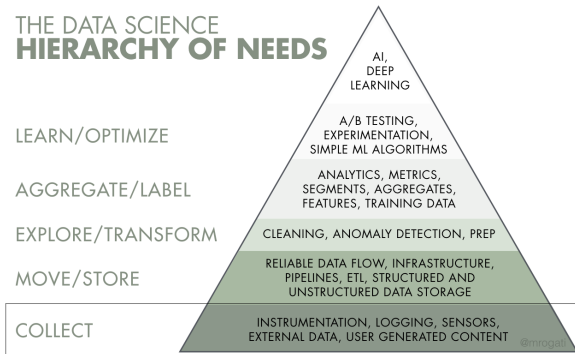 THE DATA SCIENCE
HIERARCHY OF NEEDS
AI,
DEEP
LEARNING
LEARN/OPTIMIZE
A/B TESTING,
EXPERIMENTATION,
SIMPLE ML ALGORITHMS
AGGREGATE/LABEL
ANALYTICS, METRICS,
SEGMENTS, AGGREGATES,
FEATURES, TRAINING DATA
EXPLORE/TRANSFORM
CLEANING, ANOMALY DETECTION, PREP
MOVE/STORE
RELIABLE DATA FLOW, INFRASTRUCTURE,
PIPELINES, ETL, STRUCTURED AND
UNSTRUCTURED DATA STORAGE
COLLECT
INSTRUMENTATION, LOGGING, SENSORS,
EXTERNAL DATA, USER GENERATED CONTENT
@mrogati